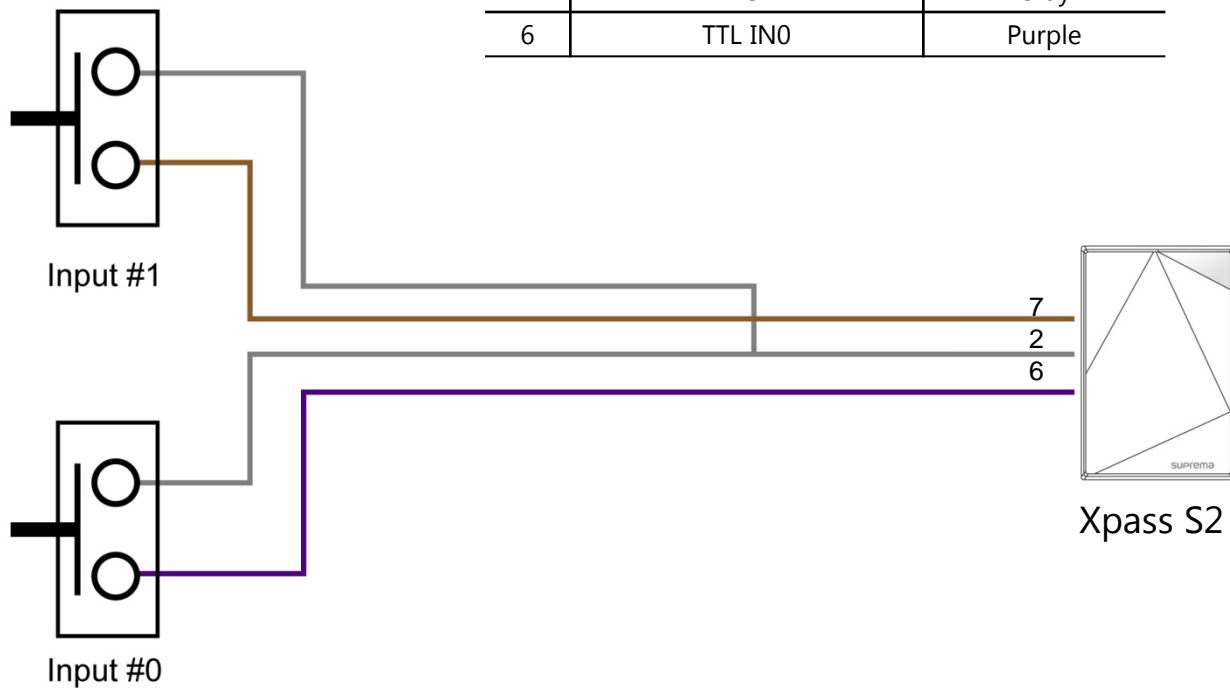 6 TTL IN0 Purple
Input #1
7
2
6
suprema
Xpass S2
Input #0